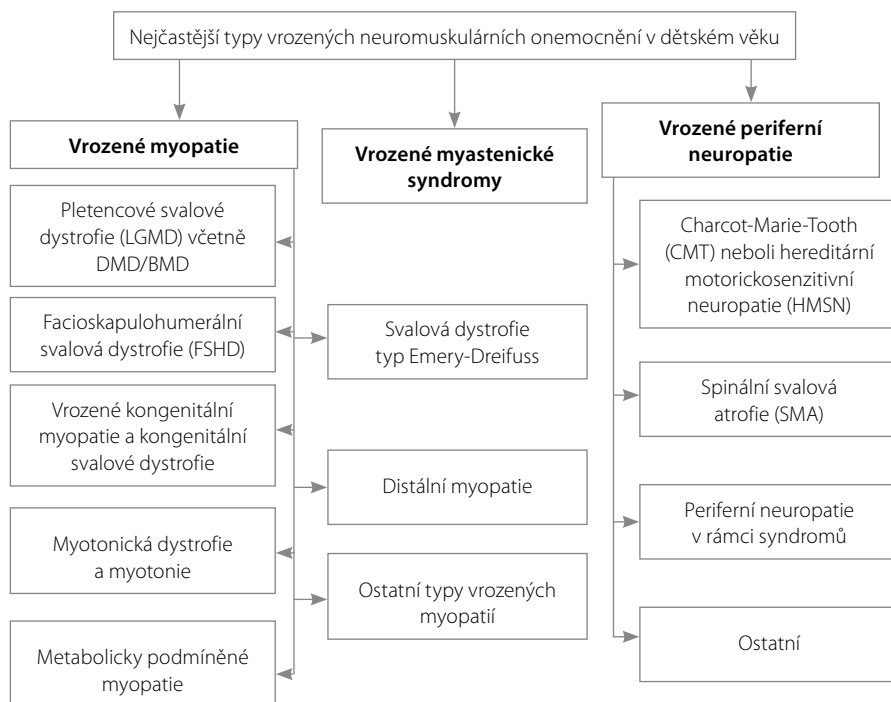 Nejčastější typy vrozených neuromuskulárních onemocnění v dětském věku
Vrozené myopatie
Pletencové svalové
dystrofie (LGMD) včetně
DMD/BMD
Facioskapulohumerální
svalová dystrofie (FSHD)
Vrozené kongenitální
myopatie a kongenitální
svalové dystrofie
Myotonická dystrofie
a myotonie
Metabolicky podmíněné
myopatie
Vrozené myastenické
syndromy
Svalová dystrofie
typ Emery-Dreifuss
Distální myopatie
Ostatní typy vrozených
myopatií
Vrozené periferní
neuropatie
Charcot-Marie-Tooth
(CMT) neboli hereditární
motorickosenzitivní
neuropatie (HMSN)
Spinální svalová
atrofie (SMA)
Periferní neuropatie
v rámci syndromů
Ostatní